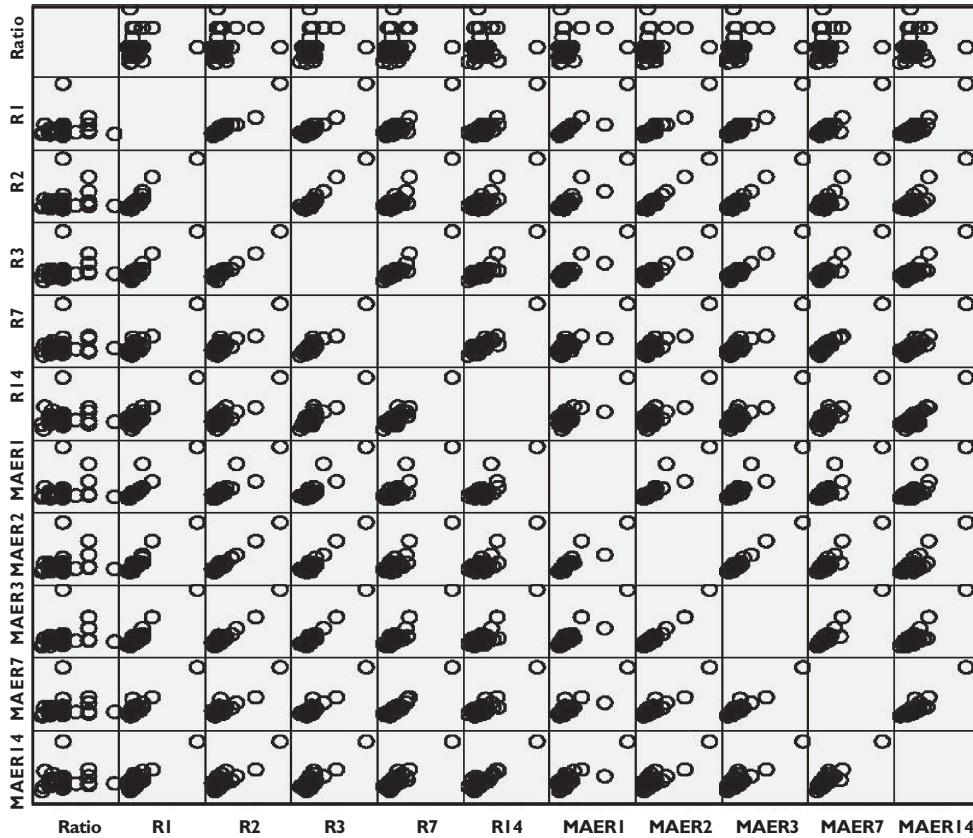 Ratio
R1
R2
R3
R7
R14
MAER1
MAER2
MAER3
MAER7
MAER14
Ratio R1 R2 R3 R7 R14 MAER1 MAER2 MAER3 MAER7 MAER14